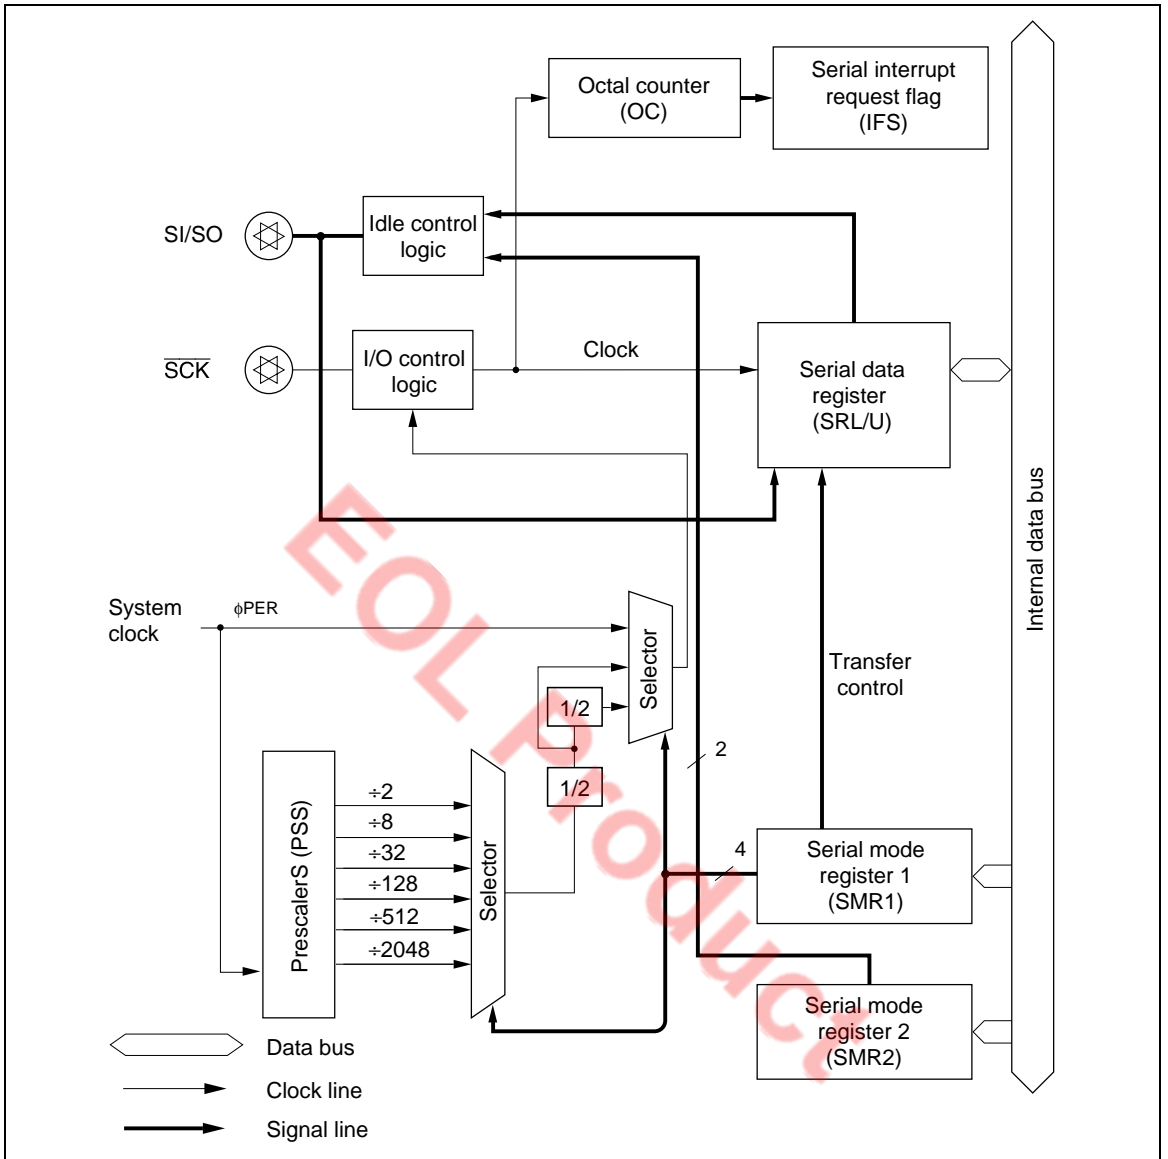 Octal counter
(OC)
Serial interrupt
request flag
(IFS)
SI/SO
Idle control
logic
SCK
I/O control
logic
Clock
Serial data
register
(SRL/U)
Internal data bus
System
clock
ϕPER
Selector
Transfer
control
1/2
1/2
2
PrescalerS (PSS)
÷2
÷8
÷32
÷128
÷512
÷2048
Selector
4
Serial mode
register 1
(SMR1)
Serial mode
register 2
(SMR2)
Data bus
Clock line
Signal line
EOL Product